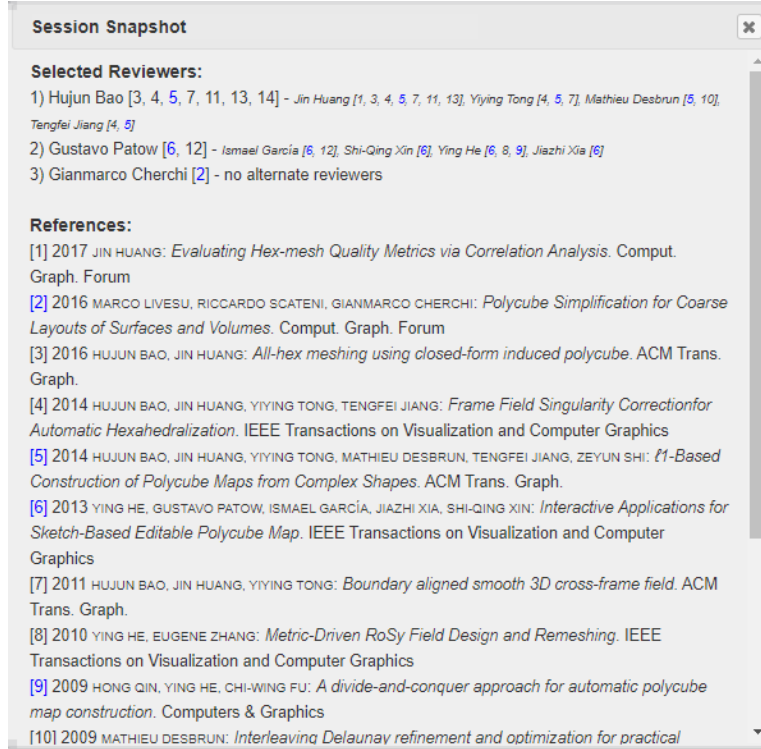 Session Snapshot
Selected Reviewers:
1) Hujun Bao [3, 4, 5, 7, 11, 13, 14] - Jin Huang [1, 3, 4, 5, 7, 11, 13], Yiying Tong [4, 5, 7], Mathieu Desbrun [5, 10],
Tengfei Jiang [4, 5]
2) Gustavo Patow [6, 12] - Ismael García [6, 12], Shi-Qing Xin [6], Ying He [6, 8, 9], Jiazhi Xia [6]
3) Gianmarco Cherchi [2] - no alternate reviewers
References:
[1] 2017 JIN HUANG: Evaluating Hex-mesh Quality Metrics via Correlation Analysis. Comput.
Graph. Forum
[2] 2016 MARCO LIVESU, RICCARDO SCATENI, GIANMARCO CHERCHI: Polycube Simplification for Coarse
Layouts of Surfaces and Volumes. Comput. Graph. Forum
[3] 2016 HUJUN BAO, JIN HUANG: All-hex meshing using closed-form induced polycube. ACM Trans.
Graph.
[4] 2014 HUJUN BAO, JIN HUANG, YIYING TONG, TENGFEI JIANG: Frame Field Singularity Correctionfor
Automatic Hexahedralization. IEEE Transactions on Visualization and Computer Graphics
[5] 2014 HUJUN BAO, JIN HUANG, YIYING TONG, MATHIEU DESBRUN, TENGFEI JIANG, ZEYUN SHI: ℓ1-Based
Construction of Polycube Maps from Complex Shapes. ACM Trans. Graph.
[6] 2013 YING HE, GUSTAVO PATOW, ISMAEL GARCÍA, JIAZHI XIA, SHI-QING XIN: Interactive Applications for
Sketch-Based Editable Polycube Map. IEEE Transactions on Visualization and Computer
Graphics
[7] 2011 HUJUN BAO, JIN HUANG, YIYING TONG: Boundary aligned smooth 3D cross-frame field. ACM
Trans. Graph.
[8] 2010 YING HE, EUGENE ZHANG: Metric-Driven RoSy Field Design and Remeshing. IEEE
Transactions on Visualization and Computer Graphics
[9] 2009 HONG QIN, YING HE, CHI-WING FU: A divide-and-conquer approach for automatic polycube
map construction. Computers & Graphics
[10] 2009 MATHIEU DESBRUN: Interleaving Delaunay refinement and optimization for practical